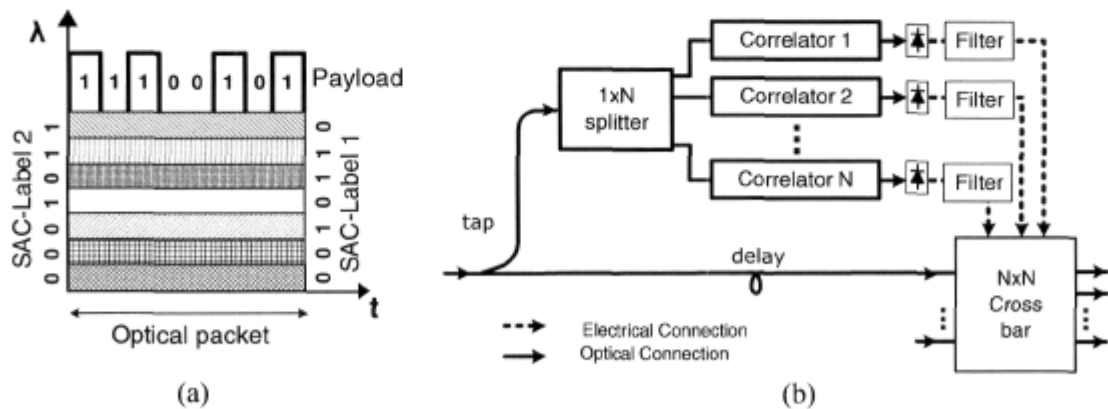 λ
1 1 1 0 0 1 0 1 Payload
SAC-Label 2
1 1 0 1 0 0 0
SAC-Label 1
0 1 1 0 1 0 0
t
Optical packet
(a)
1xN
splitter
Correlator 1
Filter
Correlator 2
Filter
Correlator N
Filter
tap
delay
NxN
Cross
bar
Electrical Connection
Optical Connection
(b)